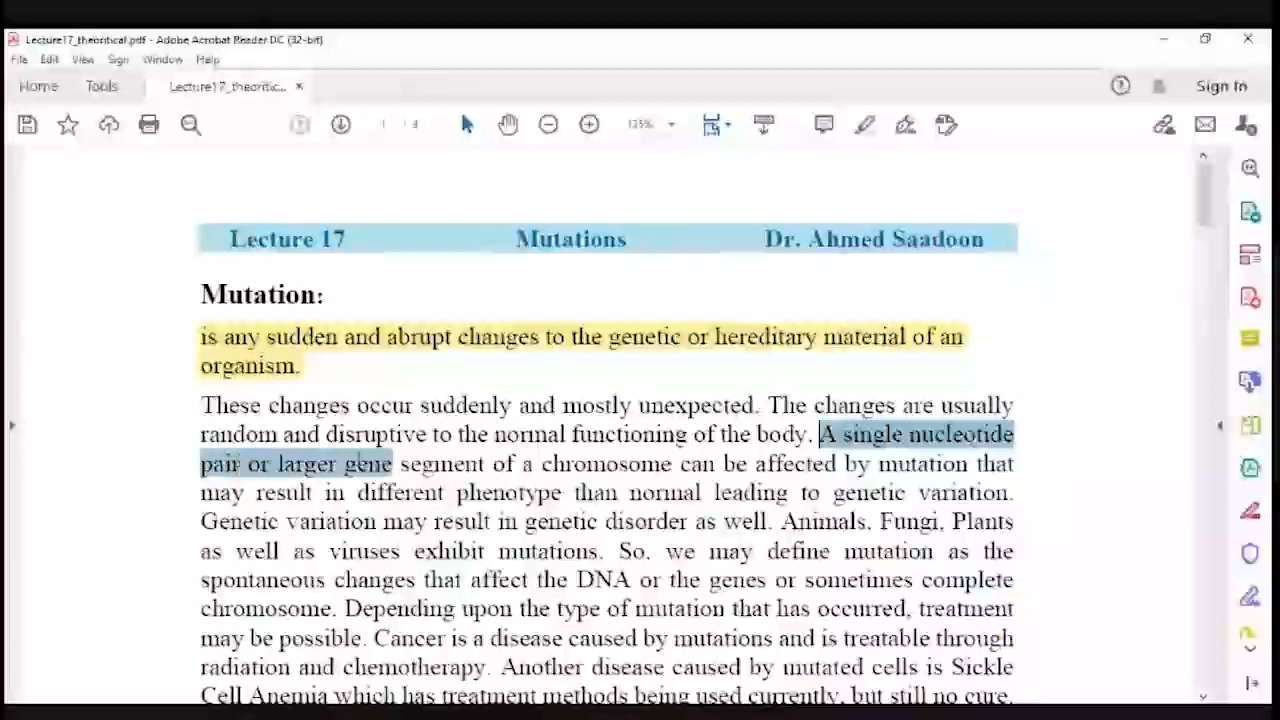 Lecture17_theoritical.pdf - Adobe Acrobat Reader DC (32-bit)
File Edit View Sign Window Help
Home Tools Lecture17_theoritic... × Sign In
Lecture 17 Mutations Dr. Ahmed Saadoon
Mutation:
is any sudden and abrupt changes to the genetic or hereditary material of an
organism.
These changes occur suddenly and mostly unexpected. The changes are usually
random and disruptive to the normal functioning of the body. A single nucleotide
pair or larger gene segment of a chromosome can be affected by mutation that
may result in different phenotype than normal leading to genetic variation.
Genetic variation may result in genetic disorder as well. Animals, Fungi, Plants
as well as viruses exhibit mutations. So, we may define mutation as the
spontaneous changes that affect the DNA or the genes or sometimes complete
chromosome. Depending upon the type of mutation that has occurred, treatment
may be possible. Cancer is a disease caused by mutations and is treatable through
radiation and chemotherapy. Another disease caused by mutated cells is Sickle
Cell Anemia which has treatment methods being used currently, but still no cure.